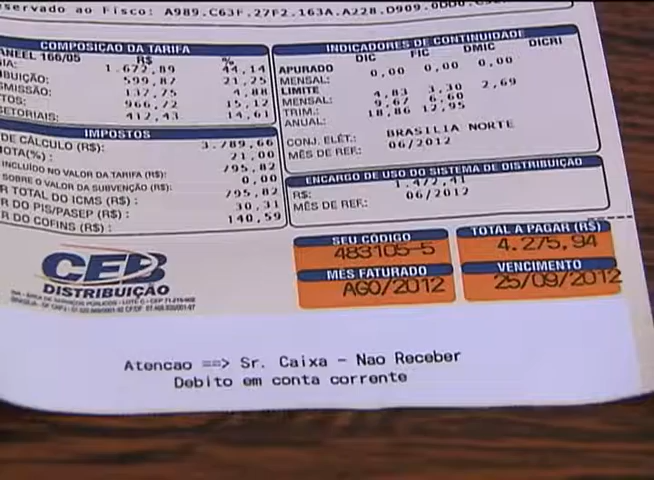 servado ao Fisco: A989.C63F.27F2.163A.A228.D909.
COMPOSIÇÃO DA TARIFA
ANEEL 166/05 R$ %
IA: 1.672,89 44,14
IBUIÇÃO: 599,87 21,25
SMISSÃO: 137,75 4,88
TOS: 966,72 15,12
SETORIAIS: 412,43 14,61
IMPOSTOS
DE CÁLCULO (R$): 3.789,66
OTA(%): 21,00
INCLUÍDO NO VALOR DA TARIFA (R$): 795,82
SOBRE O VALOR DA SUBVENÇÃO (R$): 0,00
R TOTAL DO ICMS (R$): 795,82
R DO PIS/PASEP (R$): 30,31
R DO COFINS (R$): 140,59
INDICADORES DE CONTINUIDADE
DIC FIC DMIC DICRI
APURADO
MENSAL: 0,00 0,00 0,00
LIMITE
MENSAL: 4,83 3,30 2,69
TRIM.: 9,67 6,60
ANUAL: 18,86 12,95
CONJ. ELÉT.: BRASILIA NORTE
MÊS DE REF.: 06/2012
ENCARGO DE USO DO SISTEMA DE DISTRIBUIÇÃO
R$: 1.472,41
MÊS DE REF.: 06/2012
CEB
DISTRIBUIÇÃO
SEU CÓDIGO
483105-5
TOTAL A PAGAR (R$)
4.275,94
MÊS FATURADO
AGO/2012
VENCIMENTO
25/09/2012
Atencao ==> Sr. Caixa - Nao Receber
Debito em conta corrente